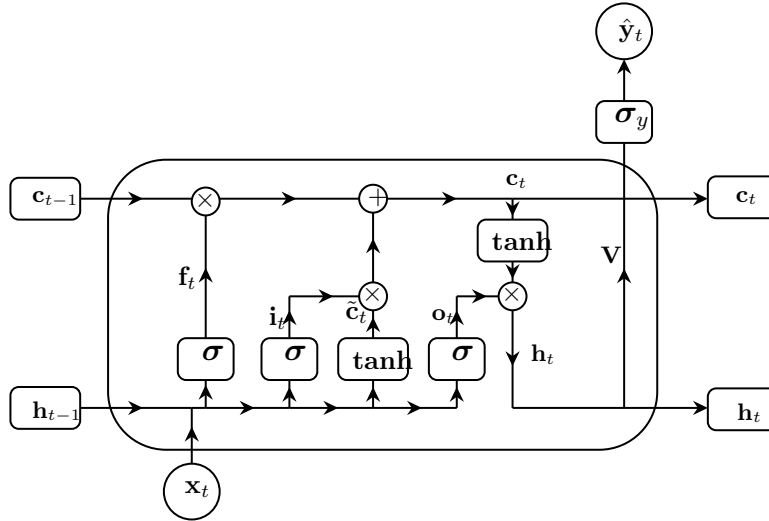 ŷ_t
σ_y
c_{t−1}
×
+
c_t
c_t
tanh
V
f_t
i_t
c̃_t
×
o_t
×
σ
σ
tanh
σ
h_t
h_{t−1}
h_t
x_t